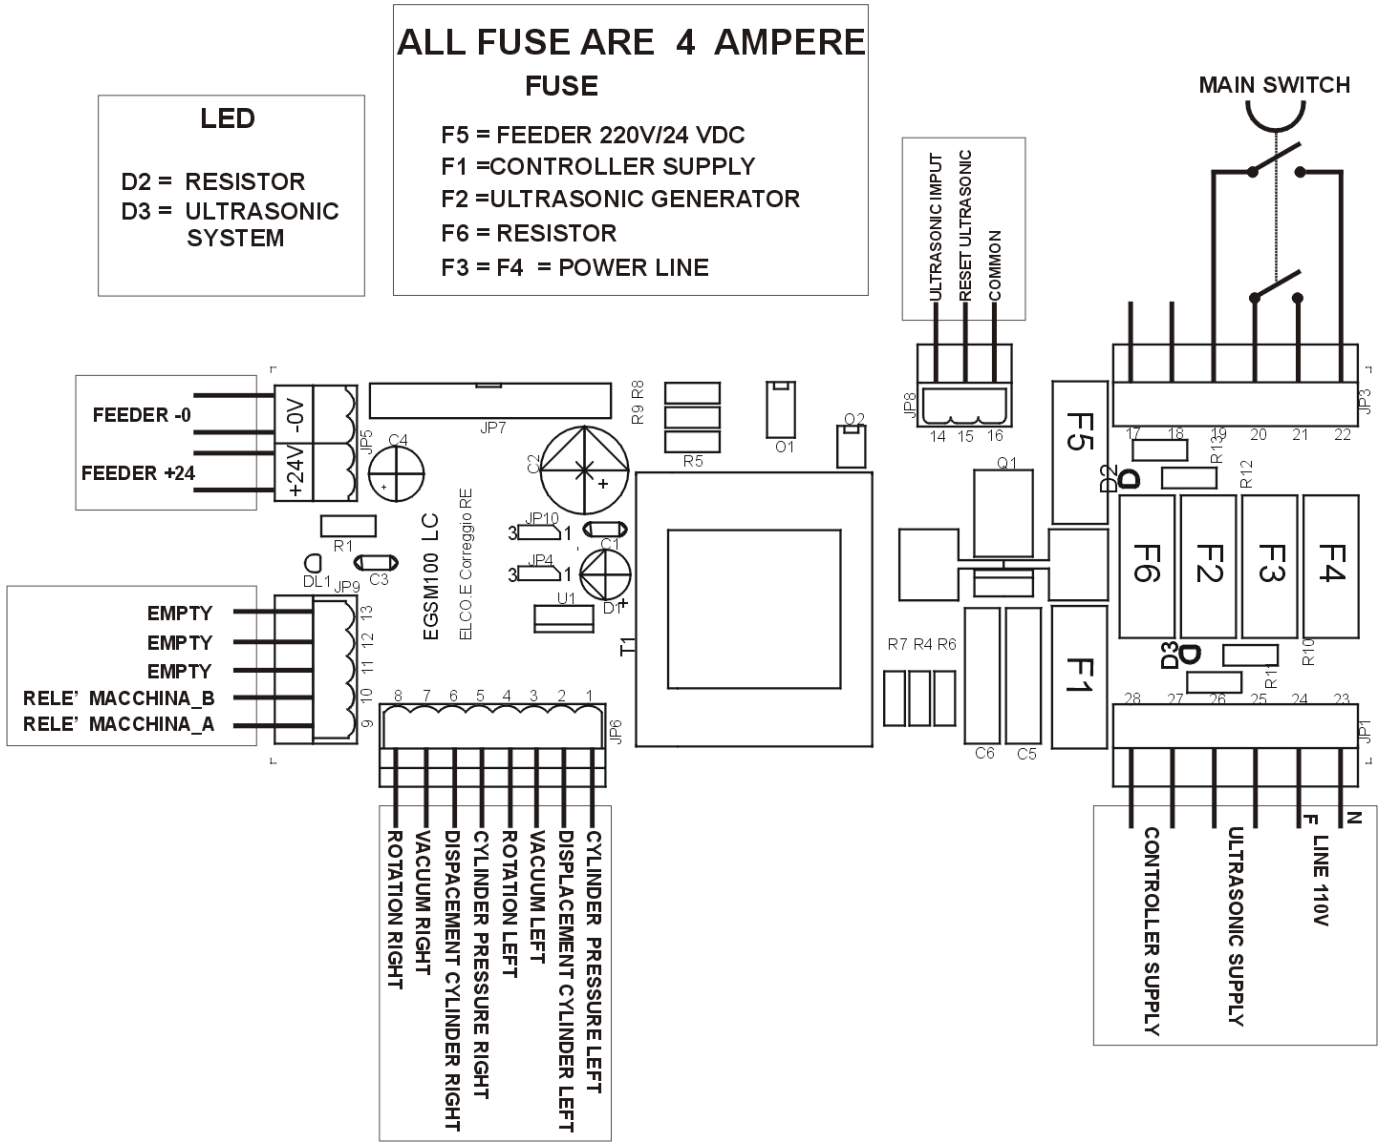 ALL FUSE ARE 4 AMPERE
FUSE
F5 = FEEDER 220V/24 VDC
F1 =CONTROLLER SUPPLY
F2 =ULTRASONIC GENERATOR
F6 = RESISTOR
F3 = F4 = POWER LINE
LED
D2 = RESISTOR
D3 = ULTRASONIC
SYSTEM
MAIN SWITCH
ULTRASONIC IMPUT
RESET ULTRASONIC
COMMON
FEEDER -0
FEEDER +24
-0V
+24V
JP5
C4
JP7
C2
+
+
R8
R9
R5
O1
O2
JP8
14
15
16
Q1
F5
JP3
17
18
19
20
21
22
R13
R12
D2
F6
F2
F3
F4
R1
DL1
C3
EGSM100 LC
ELCO.E Correggio RE
JP10
3
1
C1
JP4
3
1
D1
+
U1
T1
R7
R4
R6
C6
C5
F1
D3
R11
R10
JP9
13
12
11
10
9
EMPTY
EMPTY
EMPTY
RELE' MACCHINA_B
RELE' MACCHINA_A
8
7
6
5
4
3
2
1
JP6
28
27
26
25
24
23
JP1
ROTATION RIGHT
VACUUM RIGHT
DISPACEMENT CYLINDER RIGHT
CYLINDER PRESSURE RIGHT
ROTATION LEFT
VACUUM LEFT
DISPLACEMENT CYLINDER LEFT
CYLINDER PRESSURE LEFT
CONTROLLER SUPPLY
ULTRASONIC SUPPLY
F
LINE 110V
N